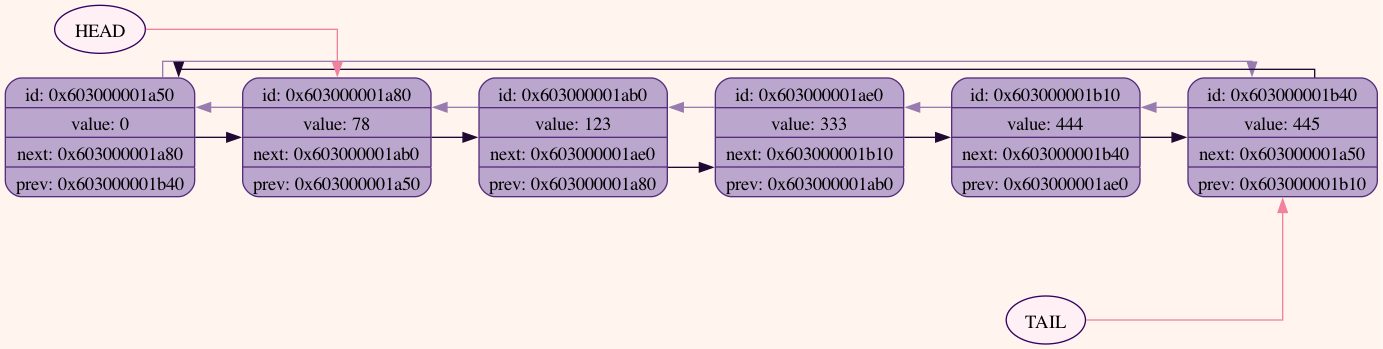 HEAD
id: 0x603000001a50
value: 0
next: 0x603000001a80
prev: 0x603000001b40
id: 0x603000001a80
value: 78
next: 0x603000001ab0
prev: 0x603000001a50
id: 0x603000001ab0
value: 123
next: 0x603000001ae0
prev: 0x603000001a80
id: 0x603000001ae0
value: 333
next: 0x603000001b10
prev: 0x603000001ab0
id: 0x603000001b10
value: 444
next: 0x603000001b40
prev: 0x603000001ae0
id: 0x603000001b40
value: 445
next: 0x603000001a50
prev: 0x603000001b10
TAIL